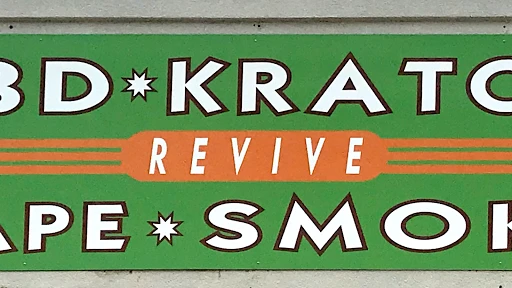 BD KRATO
REVIVE
APE SMOK